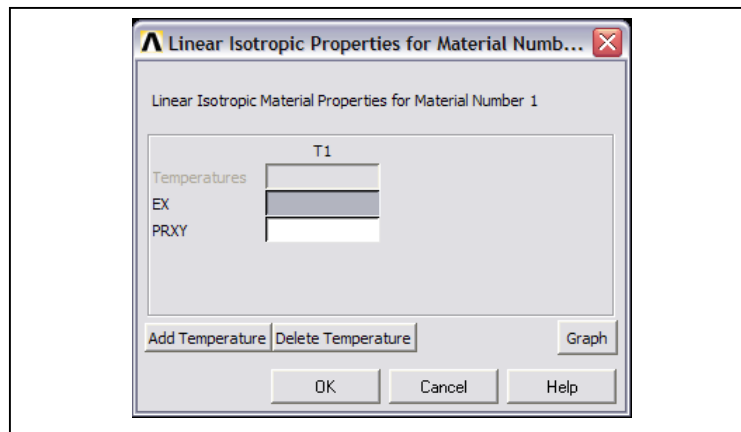 Linear Isotropic Properties for Material Numb...
Linear Isotropic Material Properties for Material Number 1
T1
Temperatures
EX
PRXY
Add Temperature Delete Temperature Graph
OK Cancel Help